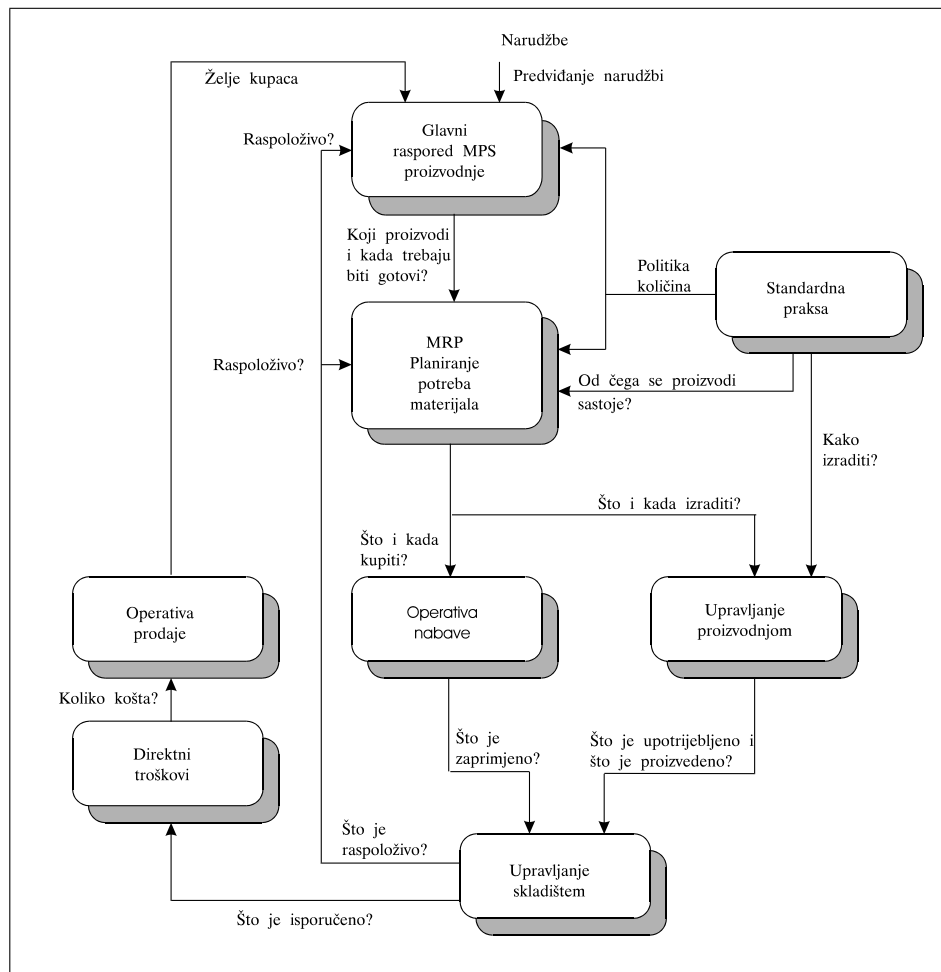 Narudžbe
Želje kupaca
Predviđanje narudžbi
Raspoloživo?
Glavni
raspored MPS
proizvodnje
Koji proizvodi
i kada trebaju
biti gotovi?
Politika
količina
Standardna
praksa
Raspoloživo?
MRP
Planiranje
potreba
materijala
Od čega se proizvodi
sastoje?
Kako
izraditi?
Što i kada izraditi?
Što i kada
kupiti?
Operativa
prodaje
Operativa
nabave
Upravljanje
proizvodnjom
Koliko košta?
Direktni
troškovi
Što je
zaprimjeno?
Što je upotrijebljeno i
što je proizvedeno?
Što je
raspoloživo?
Upravljanje
skladištem
Što je isporučeno?